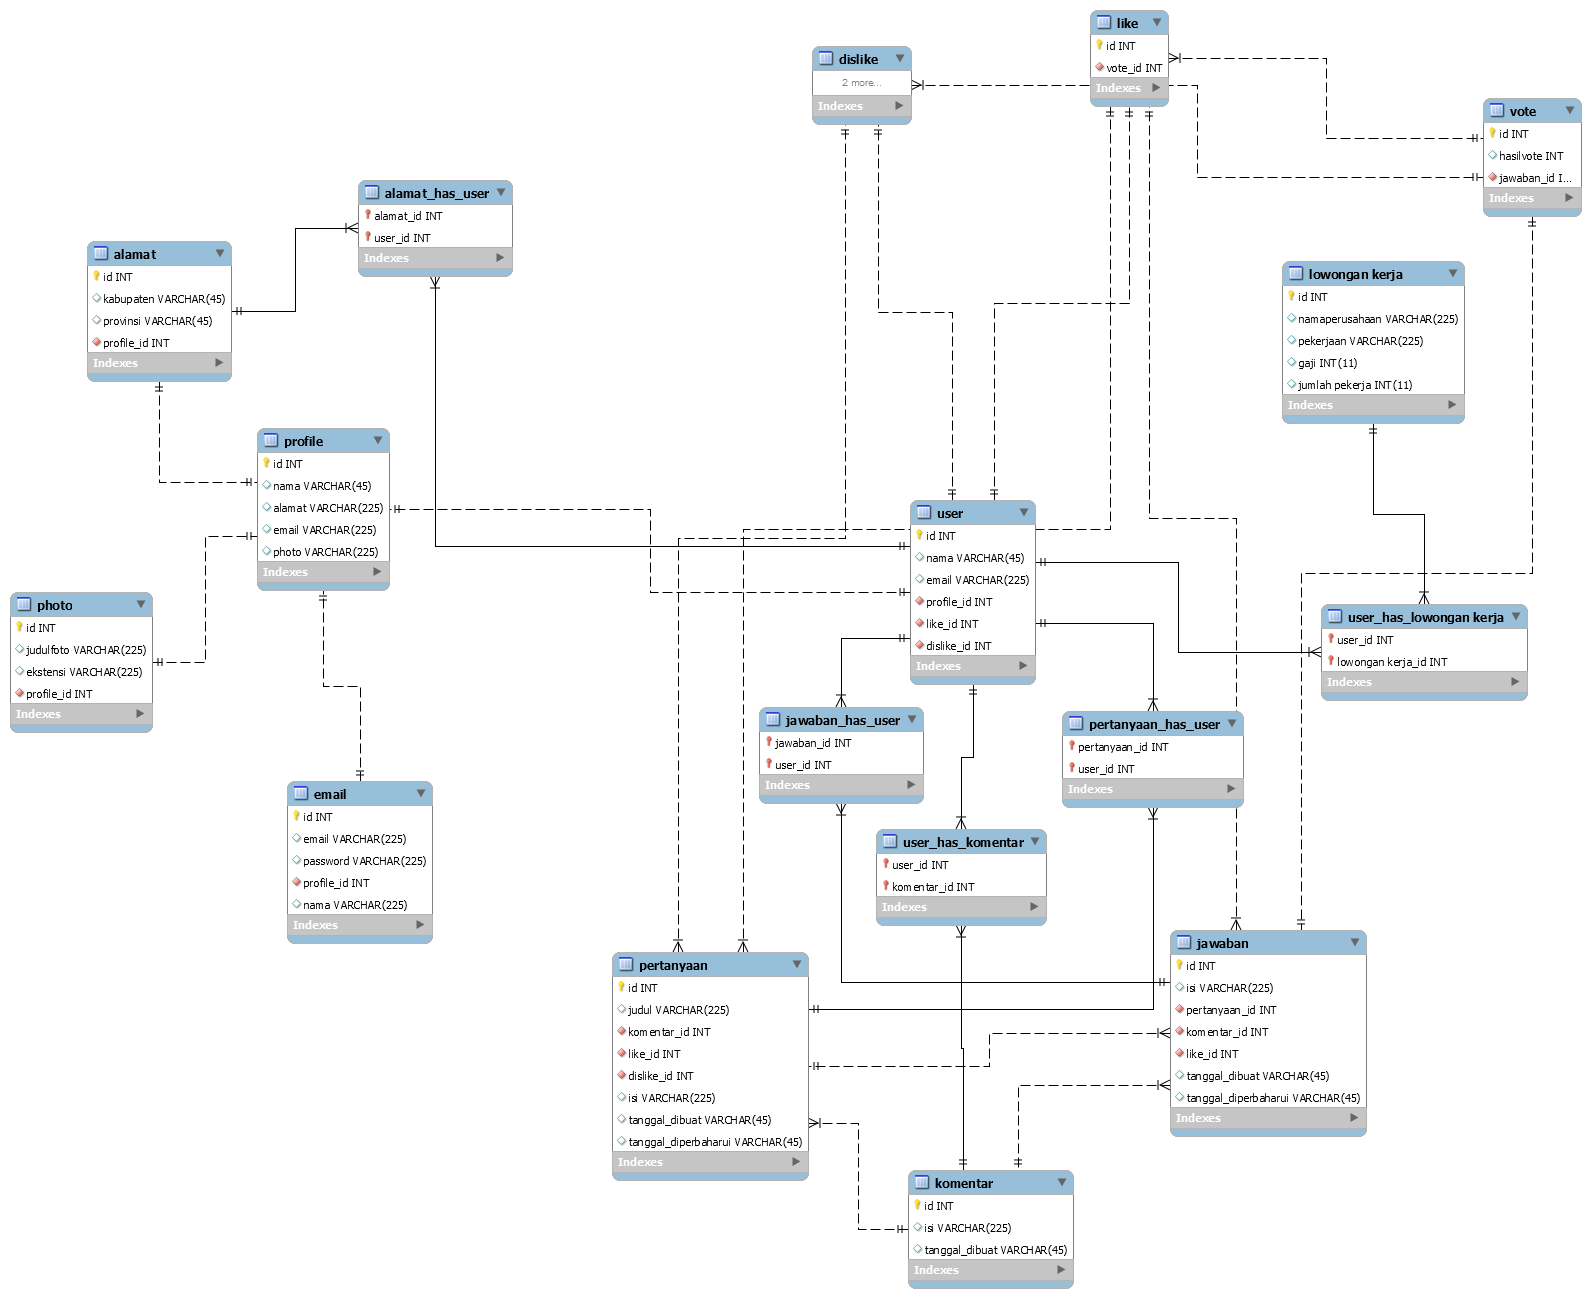 like
id INT
vote_id INT
Indexes
dislike
2 more...
Indexes
vote
id INT
hasilvote INT
jawaban_id I...
Indexes
alamat_has_user
alamat_id INT
user_id INT
Indexes
alamat
id INT
kabupaten VARCHAR(45)
provinsi VARCHAR(45)
profile_id INT
Indexes
lowongan kerja
id INT
namaperusahaan VARCHAR(225)
pekerjaan VARCHAR(225)
gaji INT(11)
jumlah pekerja INT(11)
Indexes
profile
id INT
nama VARCHAR(45)
alamat VARCHAR(225)
email VARCHAR(225)
photo VARCHAR(225)
Indexes
user
id INT
nama VARCHAR(45)
email VARCHAR(225)
profile_id INT
like_id INT
dislike_id INT
Indexes
photo
id INT
judulfoto VARCHAR(225)
ekstensi VARCHAR(225)
profile_id INT
Indexes
user_has_lowongan kerja
user_id INT
lowongan kerja_id INT
Indexes
jawaban_has_user
jawaban_id INT
user_id INT
Indexes
pertanyaan_has_user
pertanyaan_id INT
user_id INT
Indexes
email
id INT
email VARCHAR(225)
password VARCHAR(225)
profile_id INT
nama VARCHAR(225)
Indexes
user_has_komentar
user_id INT
komentar_id INT
Indexes
pertanyaan
id INT
judul VARCHAR(225)
komentar_id INT
like_id INT
dislike_id INT
isi VARCHAR(225)
tanggal_dibuat VARCHAR(45)
tanggal_diperbaharui VARCHAR(45)
Indexes
jawaban
id INT
isi VARCHAR(225)
pertanyaan_id INT
komentar_id INT
like_id INT
tanggal_dibuat VARCHAR(45)
tanggal_diperbaharui VARCHAR(45)
Indexes
komentar
id INT
isi VARCHAR(225)
tanggal_dibuat VARCHAR(45)
Indexes